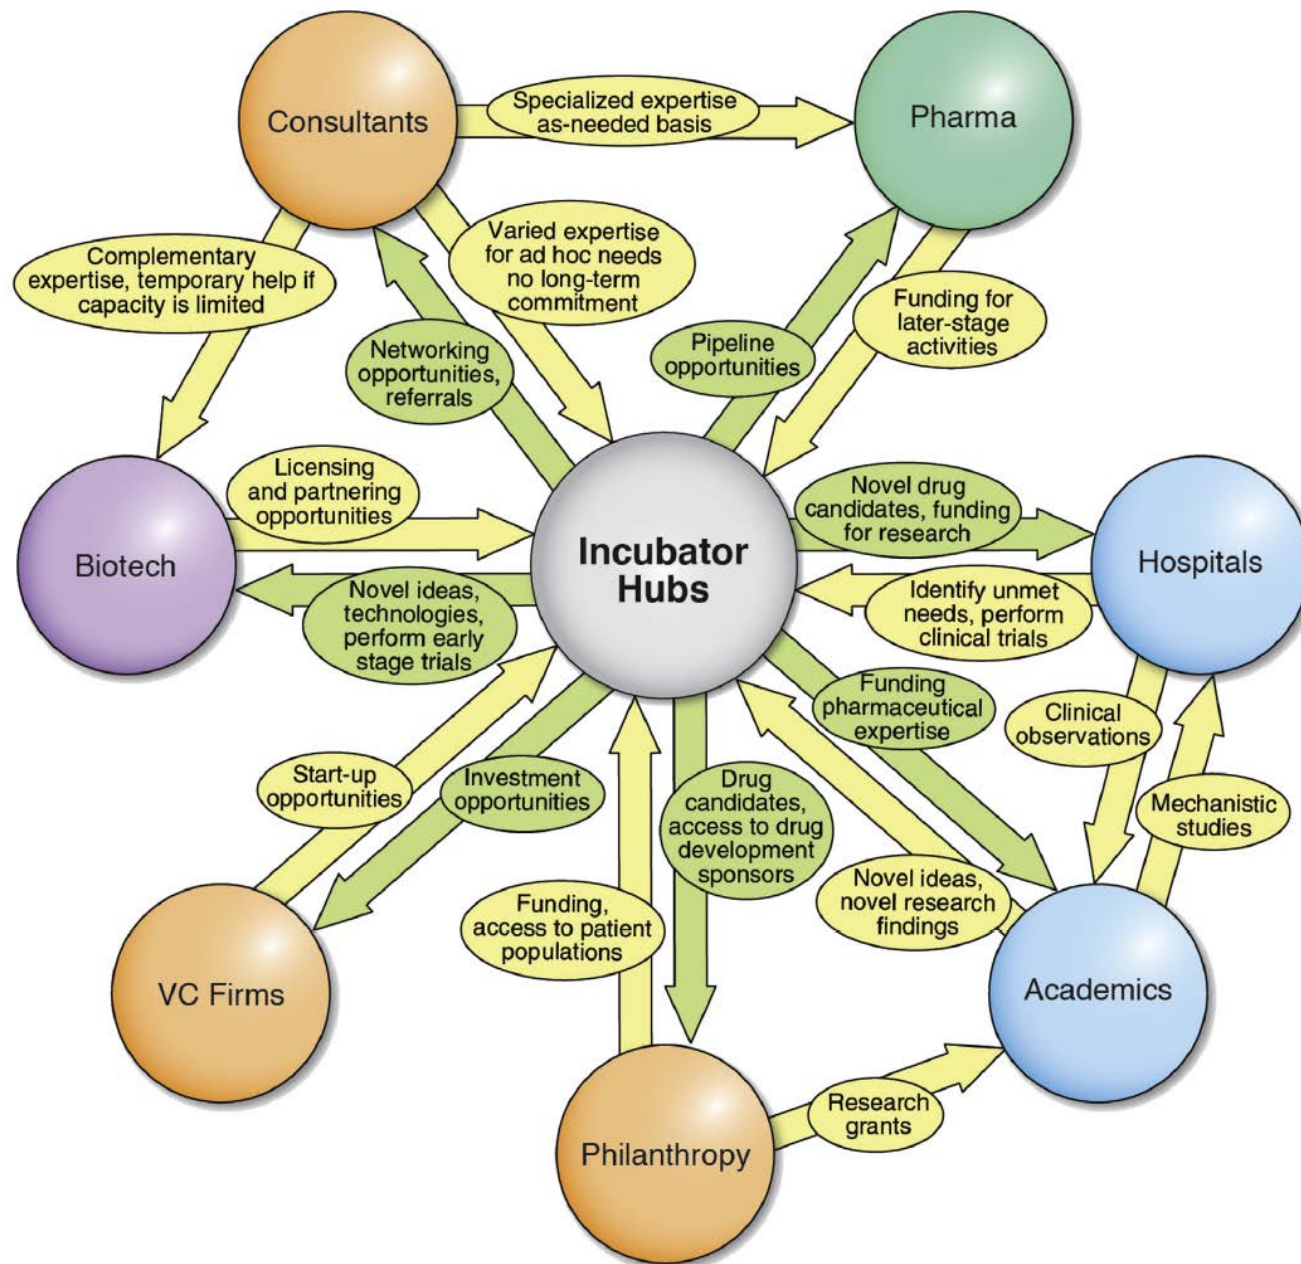 Consultants
Specialized expertise
as-needed basis
Pharma
Complementary
expertise, temporary help if
capacity is limited
Varied expertise
for ad hoc needs
no long-term
commitment
Networking
opportunities,
referrals
Pipeline
opportunities
Funding for
later-stage
activities
Biotech
Licensing
and partnering
opportunities
Incubator
Hubs
Novel drug
candidates, funding
for research
Hospitals
Novel ideas,
technologies,
perform early
stage trials
Identify unmet
needs, perform
clinical trials
Start-up
opportunities
Investment
opportunities
Drug
candidates,
access to drug
development
sponsors
Funding
pharmaceutical
expertise
Clinical
observations
Mechanistic
studies
Funding,
access to patient
populations
Novel ideas,
novel research
findings
VC Firms
Academics
Philanthropy
Research
grants